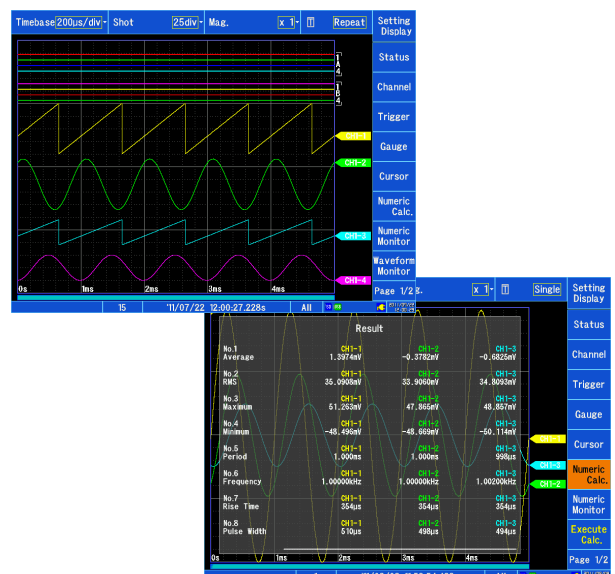 Timebase 200µs/div Shot 25div Mag. x 1 Repeat
Setting
Display
Status
Channel
Trigger
Gauge
Cursor
Numeric
Calc.
Numeric
Monitor
Waveform
Monitor
Page 1/2
1
A
4
1
B
4
CH1-1
CH1-2
CH1-3
CH1-4
0s 1ms 2ms 3ms 4ms
15 '11/07/22 12:00:27.228s All
x 1 Single
Setting
Display
Status
Channel
Trigger
Gauge
Cursor
Numeric
Calc.
Numeric
Monitor
Execute
Calc.
Page 1/2
Result
No.1 CH1-1 CH1-2 CH1-3
Average 1.3974mV -0.3782mV -0.6825mV
No.2 CH1-1 CH1-2 CH1-3
RMS 35.0908mV 33.9060mV 34.8093mV
No.3 CH1-1 CH1-2 CH1-3
Maximum 51.263mV 47.865mV 48.857mV
No.4 CH1-1 CH1-2 CH1-3
Minimum -48.496mV -48.669mV -50.114mV
No.5 CH1-1 CH1-2 CH1-3
Period 1.000ms 1.000ms 998µs
No.6 CH1-1 CH1-2 CH1-3
Frequency 1.00000kHz 1.00000kHz 1.00200kHz
No.7 CH1-1 CH1-2 CH1-3
Rise Time 354µs 354µs 354µs
No.8 CH1-1 CH1-2 CH1-3
Pulse Width 510µs 498µs 494µs
CH1-1
CH1-3
CH1-2
0s 1ms 2ms 3ms 4ms